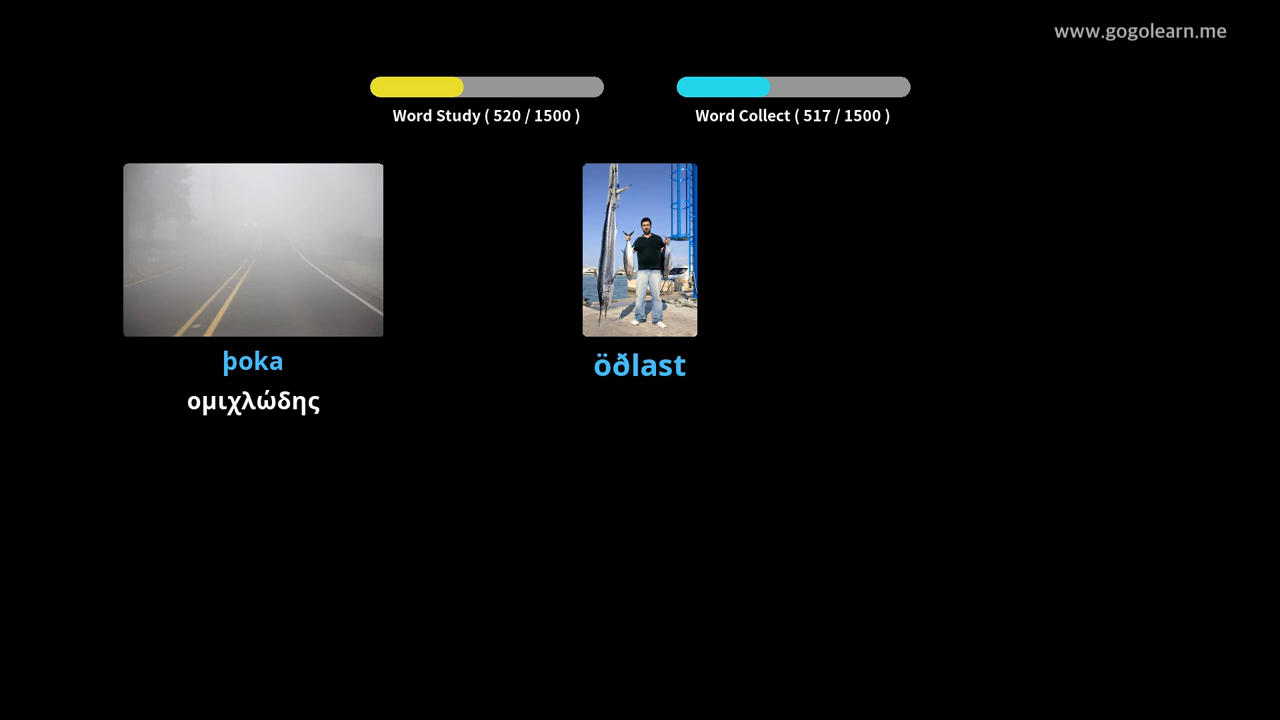 www.gogolearn.me
Word Study ( 520 / 1500 )
Word Collect ( 517 / 1500 )
þoka
ομιχλώδης
öðlast